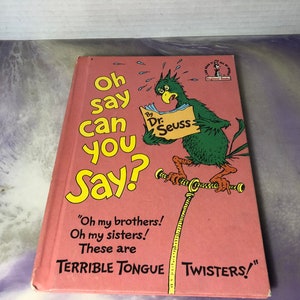 Oh
say
can
you
Say?
By
Dr.
Seuss
"Oh my brothers!
Oh my sisters!
These are
TERRIBLE TONGUE TWISTERS!"